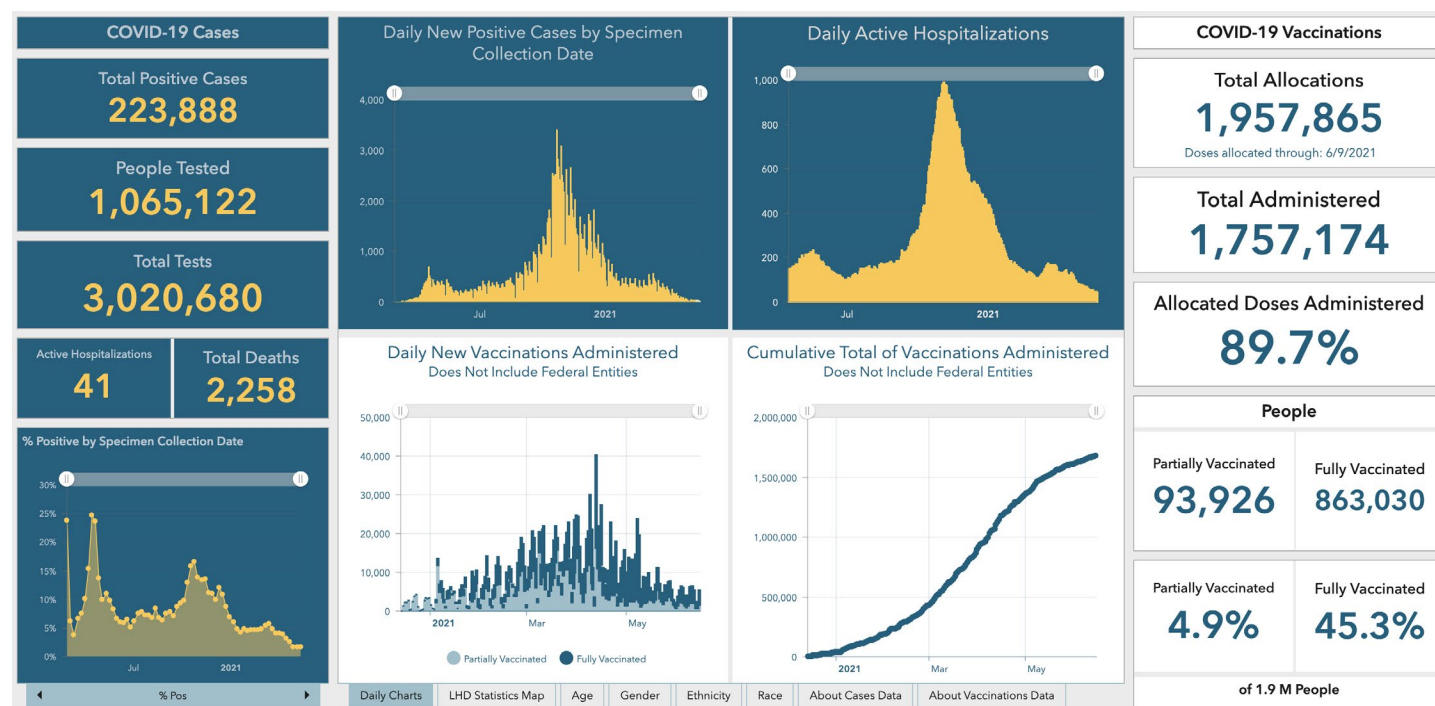 COVID-19 Cases
Total Positive Cases
223,888
People Tested
1,065,122
Total Tests
3,020,680
Active Hospitalizations
41
Total Deaths
2,258
% Positive by Specimen Collection Date
30%
25%
20%
15%
10%
5%
0%
Jul
2021
% Pos
Daily New Positive Cases by Specimen
Collection Date
4,000
3,000
2,000
1,000
0
Jul
2021
Daily Active Hospitalizations
1,000
800
600
400
200
0
Jul
2021
Daily New Vaccinations Administered
Does Not Include Federal Entities
50,000
40,000
30,000
20,000
10,000
0
2021
Mar
May
Partially Vaccinated
Fully Vaccinated
Cumulative Total of Vaccinations Administered
Does Not Include Federal Entities
2,000,000
1,500,000
1,000,000
500,000
0
2021
Mar
May
Daily Charts
LHD Statistics Map
Age
Gender
Ethnicity
Race
About Cases Data
About Vaccinations Data
COVID-19 Vaccinations
Total Allocations
1,957,865
Doses allocated through: 6/9/2021
Total Administered
1,757,174
Allocated Doses Administered
89.7%
People
Partially Vaccinated
93,926
Fully Vaccinated
863,030
Partially Vaccinated
4.9%
Fully Vaccinated
45.3%
of 1.9 M People